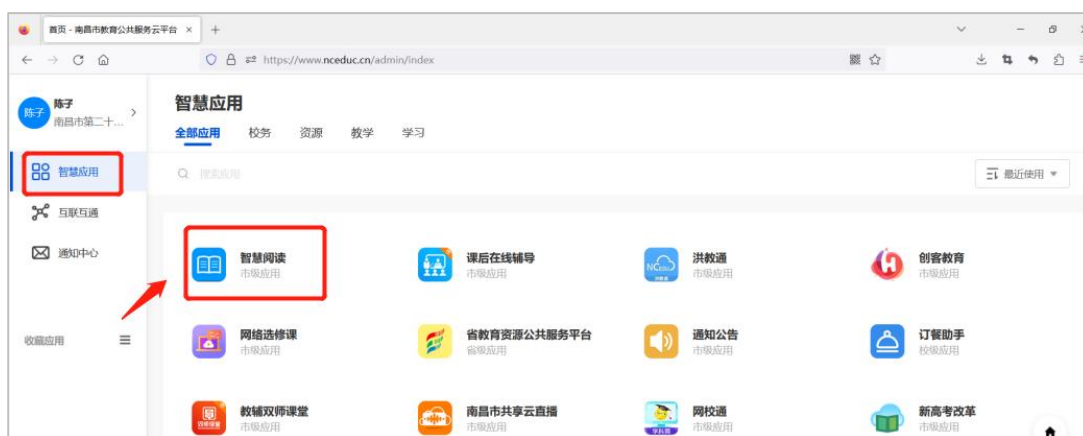 首页 - 南昌市教育公共服务云平台
https://www.nceduc.cn/admin/index
陈子
陈子
南昌市第二十...
智慧应用
互联互通
通知中心
收藏应用
智慧应用
全部应用 校务 资源 教学 学习
搜索应用
最近使用
智慧阅读
市级应用
课后在线辅导
市级应用
洪教通
市级应用
创客教育
市级应用
网络选修课
市级应用
省教育资源公共服务平台
省级应用
通知公告
市级应用
订餐助手
校级应用
教辅双师课堂
市级应用
南昌市共享云直播
市级应用
网校通
市级应用
新高考改革
市级应用